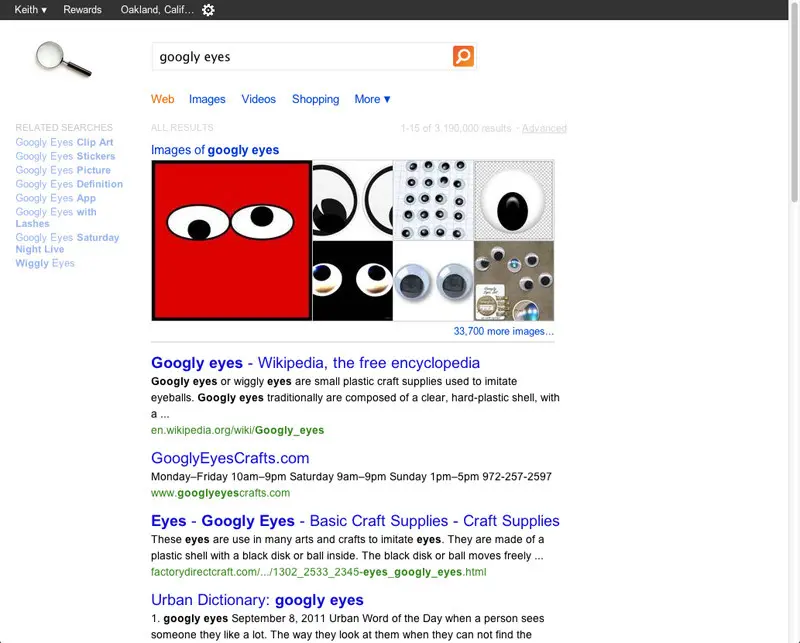 Keith ▾ Rewards Oakland, Calif...
googly eyes
Web Images Videos Shopping More ▾
RELATED SEARCHES
Googly Eyes Clip Art
Googly Eyes Stickers
Googly Eyes Picture
Googly Eyes Definition
Googly Eyes App
Googly Eyes with
Lashes
Googly Eyes Saturday
Night Live
Wiggly Eyes
ALL RESULTS 1-15 of 3,190,000 results · Advanced
Images of googly eyes
33,700 more images...
Googly eyes - Wikipedia, the free encyclopedia
Googly eyes or wiggly eyes are small plastic craft supplies used to imitate
eyeballs. Googly eyes traditionally are composed of a clear, hard-plastic shell, with
a ...
en.wikipedia.org/wiki/Googly_eyes
GooglyEyesCrafts.com
Monday–Friday 10am–9pm Saturday 9am–9pm Sunday 1pm–5pm 972-257-2597
www.googlyeyescrafts.com
Eyes - Googly Eyes - Basic Craft Supplies - Craft Supplies
These eyes are use in many arts and crafts to imitate eyes. They are made of a
plastic shell with a black disk or ball inside. The black disk or ball moves freely ...
factorydirectcraft.com/.../1302_2533_2345-eyes_googly_eyes.html
Urban Dictionary: googly eyes
1. googly eyes September 8, 2011 Urban Word of the Day when a person sees
someone they like a lot. The way they look at them when they can not find the